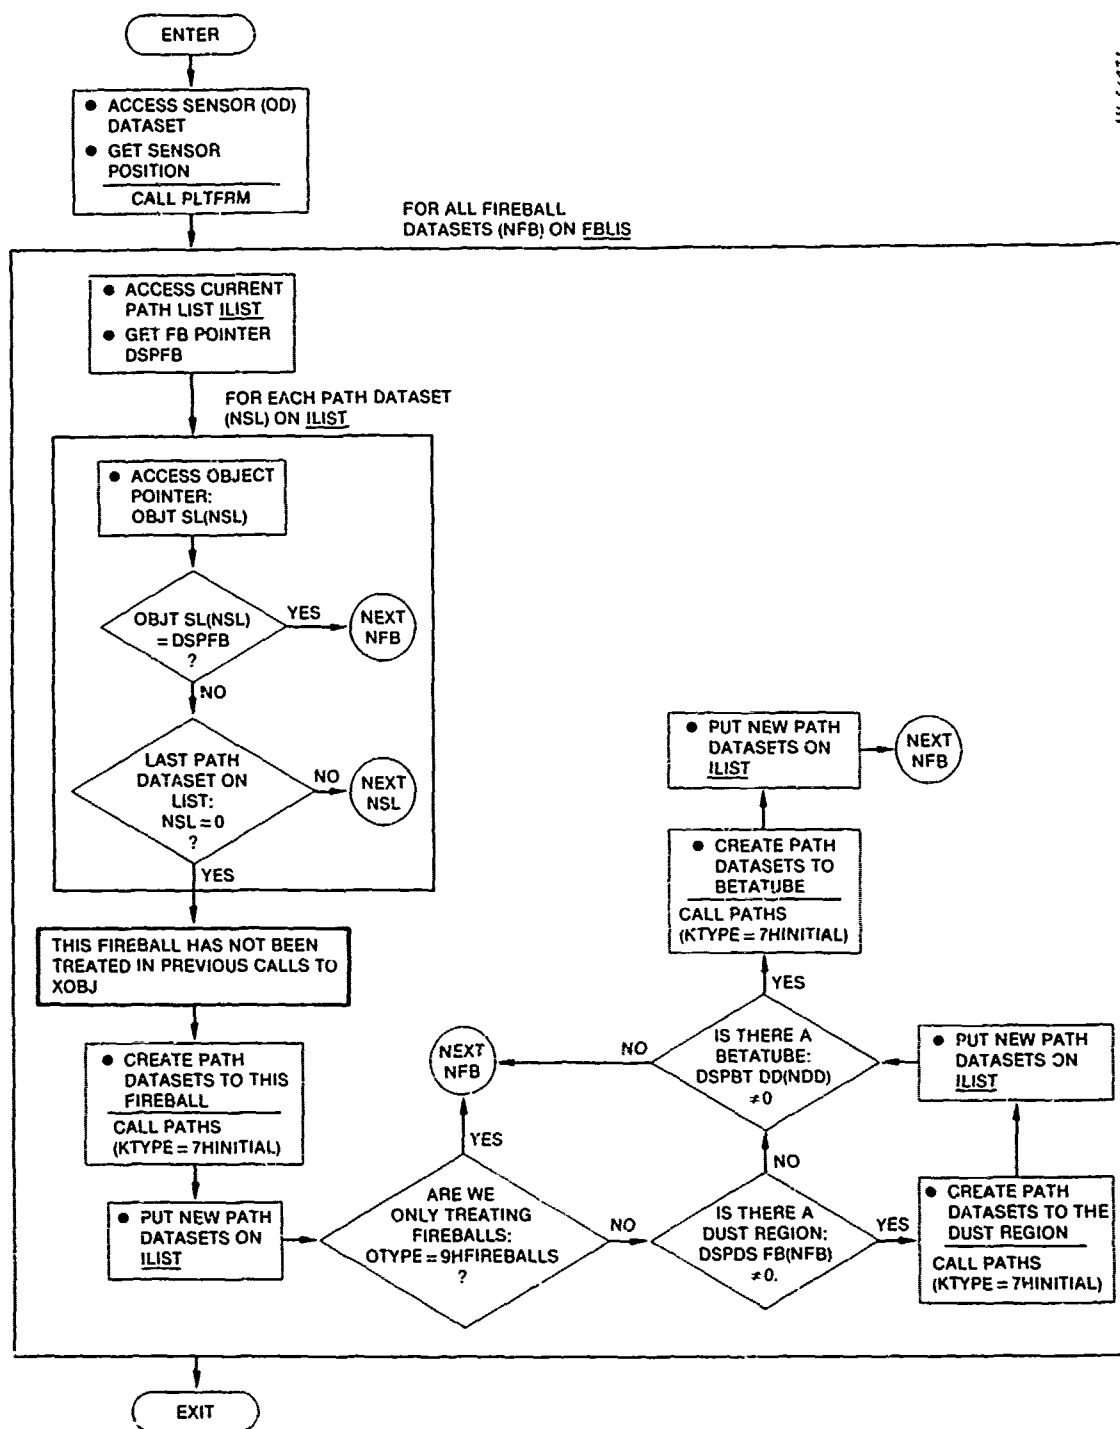 ENTER
● ACCESS SENSOR (OD)
DATASET
● GET SENSOR
POSITION
CALL PLTFRM
FOR ALL FIREBALL
DATASETS (NFB) ON FBLIS
● ACCESS CURRENT
PATH LIST ILIST
● GET FB POINTER
DSPFB
FOR EACH PATH DATASET
(NSL) ON ILIST
● ACCESS OBJECT
POINTER:
OBJT SL(NSL)
OBJT SL(NSL)
= DSPFB
?
YES
NEXT
NFB
NO
LAST PATH
DATASET ON
LIST:
NSL = 0
?
NO
NEXT
NSL
YES
THIS FIREBALL HAS NOT BEEN
TREATED IN PREVIOUS CALLS TO
XOBJ
● CREATE PATH
DATASETS TO THIS
FIREBALL
CALL PATHS
(KTYPE = 7HINITIAL)
● PUT NEW PATH
DATASETS ON
ILIST
ARE WE
ONLY TREATING
FIREBALLS:
OTYPE = 9HFIREBALLS
?
YES
NEXT
NFB
NO
IS THERE A
DUST REGION:
DSPDS FB(NFB)
≠ 0.
YES
● CREATE PATH
DATASETS TO THE
DUST REGION
CALL PATHS
(KTYPE = 7HINITIAL)
● PUT NEW PATH
DATASETS ON
ILIST
NO
IS THERE A
BETATUBE:
DSPBT DD(NDD)
≠ 0
NO
YES
● CREATE PATH
DATASETS TO
BETATUBE
CALL PATHS
(KTYPE = 7HINITIAL)
● PUT NEW PATH
DATASETS ON
ILIST
NEXT
NFB
EXIT